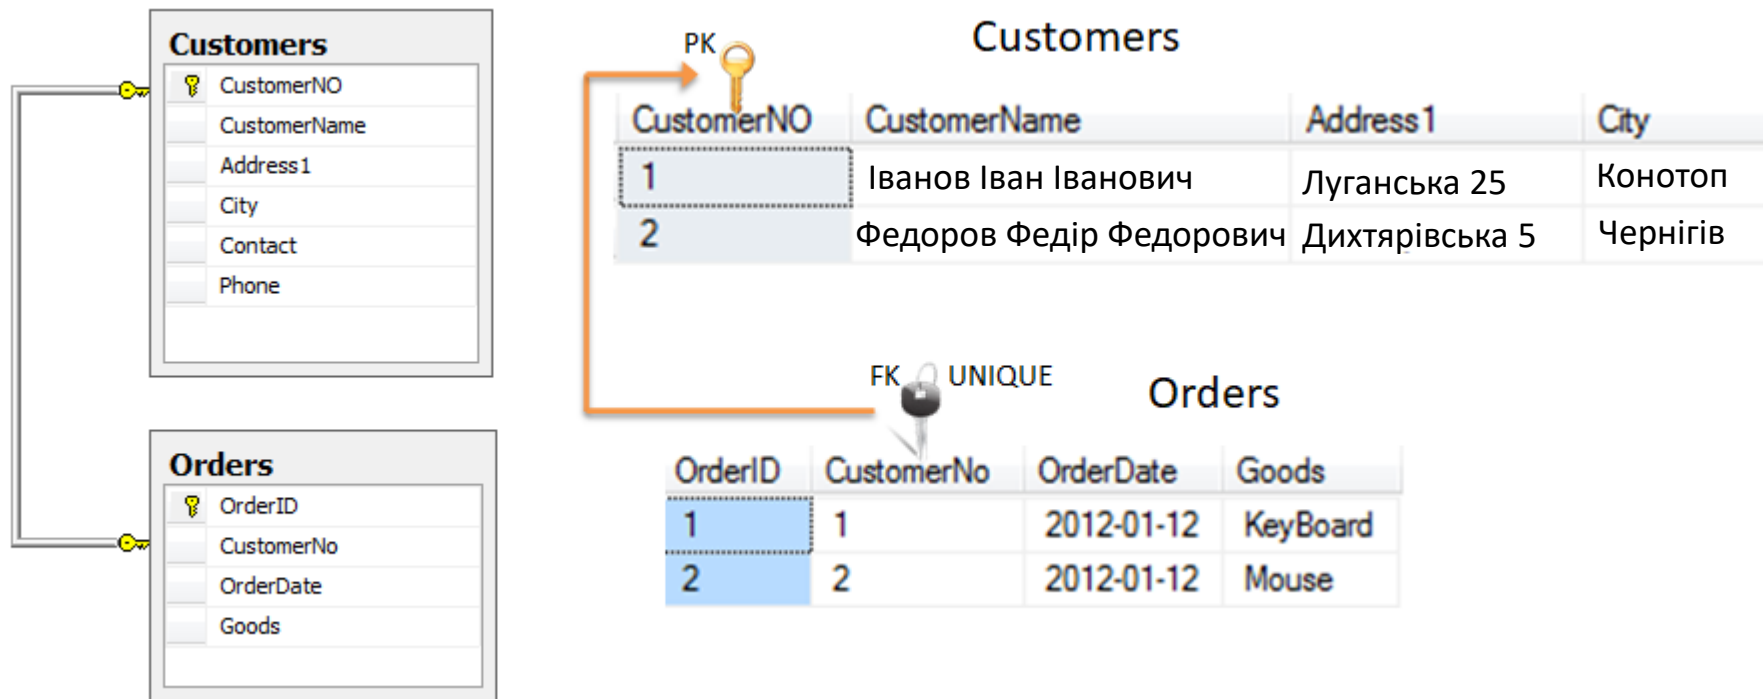 Customers
CustomerNO
CustomerName
Address1
City
Contact
Phone
Orders
OrderID
CustomerNo
OrderDate
Goods
PK Customers
CustomerNO CustomerName Address1 City
1 Іванов Іван Іванович Луганська 25 Конотоп
2 Федоров Федір Федорович Дихтярівська 5 Чернігів
FK UNIQUE Orders
OrderID CustomerNo OrderDate Goods
1 1 2012-01-12 KeyBoard
2 2 2012-01-12 Mouse